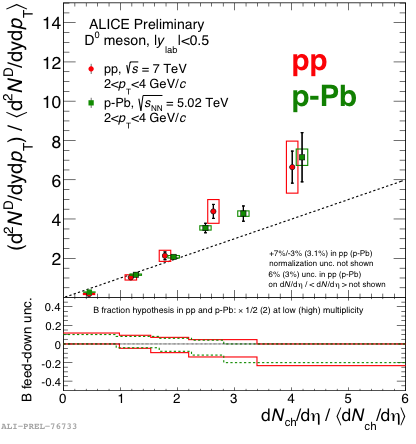 (d²N^D/dydp_T) / ⟨d²N^D/dydp_T⟩
14
12
10
8
6
4
2
ALICE Preliminary
D⁰ meson, |y_lab|<0.5
pp, √s = 7 TeV
2<p_T<4 GeV/c
p-Pb, √s_NN = 5.02 TeV
2<p_T<4 GeV/c
pp
p-Pb
+7%/-3% (3.1%) in pp (p-Pb)
normalization unc. not shown
6% (3%) unc. in pp (p-Pb)
on dN/dη / < dN/dη > not shown
B feed-down unc.
0.4
0.2
0
-0.2
-0.4
B fraction hypothesis in pp and p-Pb: × 1/2 (2) at low (high) multiplicity
0 1 2 3 4 5 6
dN_ch/dη / ⟨dN_ch/dη⟩
ALI-PREL-76733